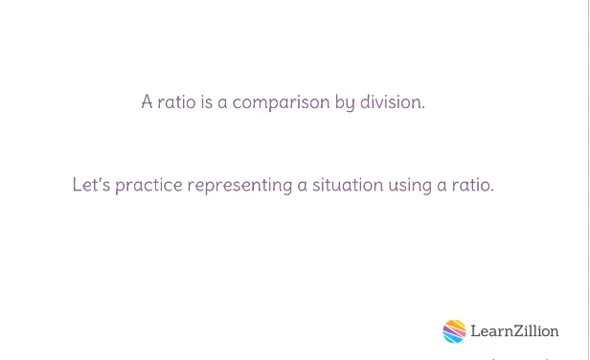 A ratio is a comparison by division.
Let's practice representing a situation using a ratio.
LearnZillion